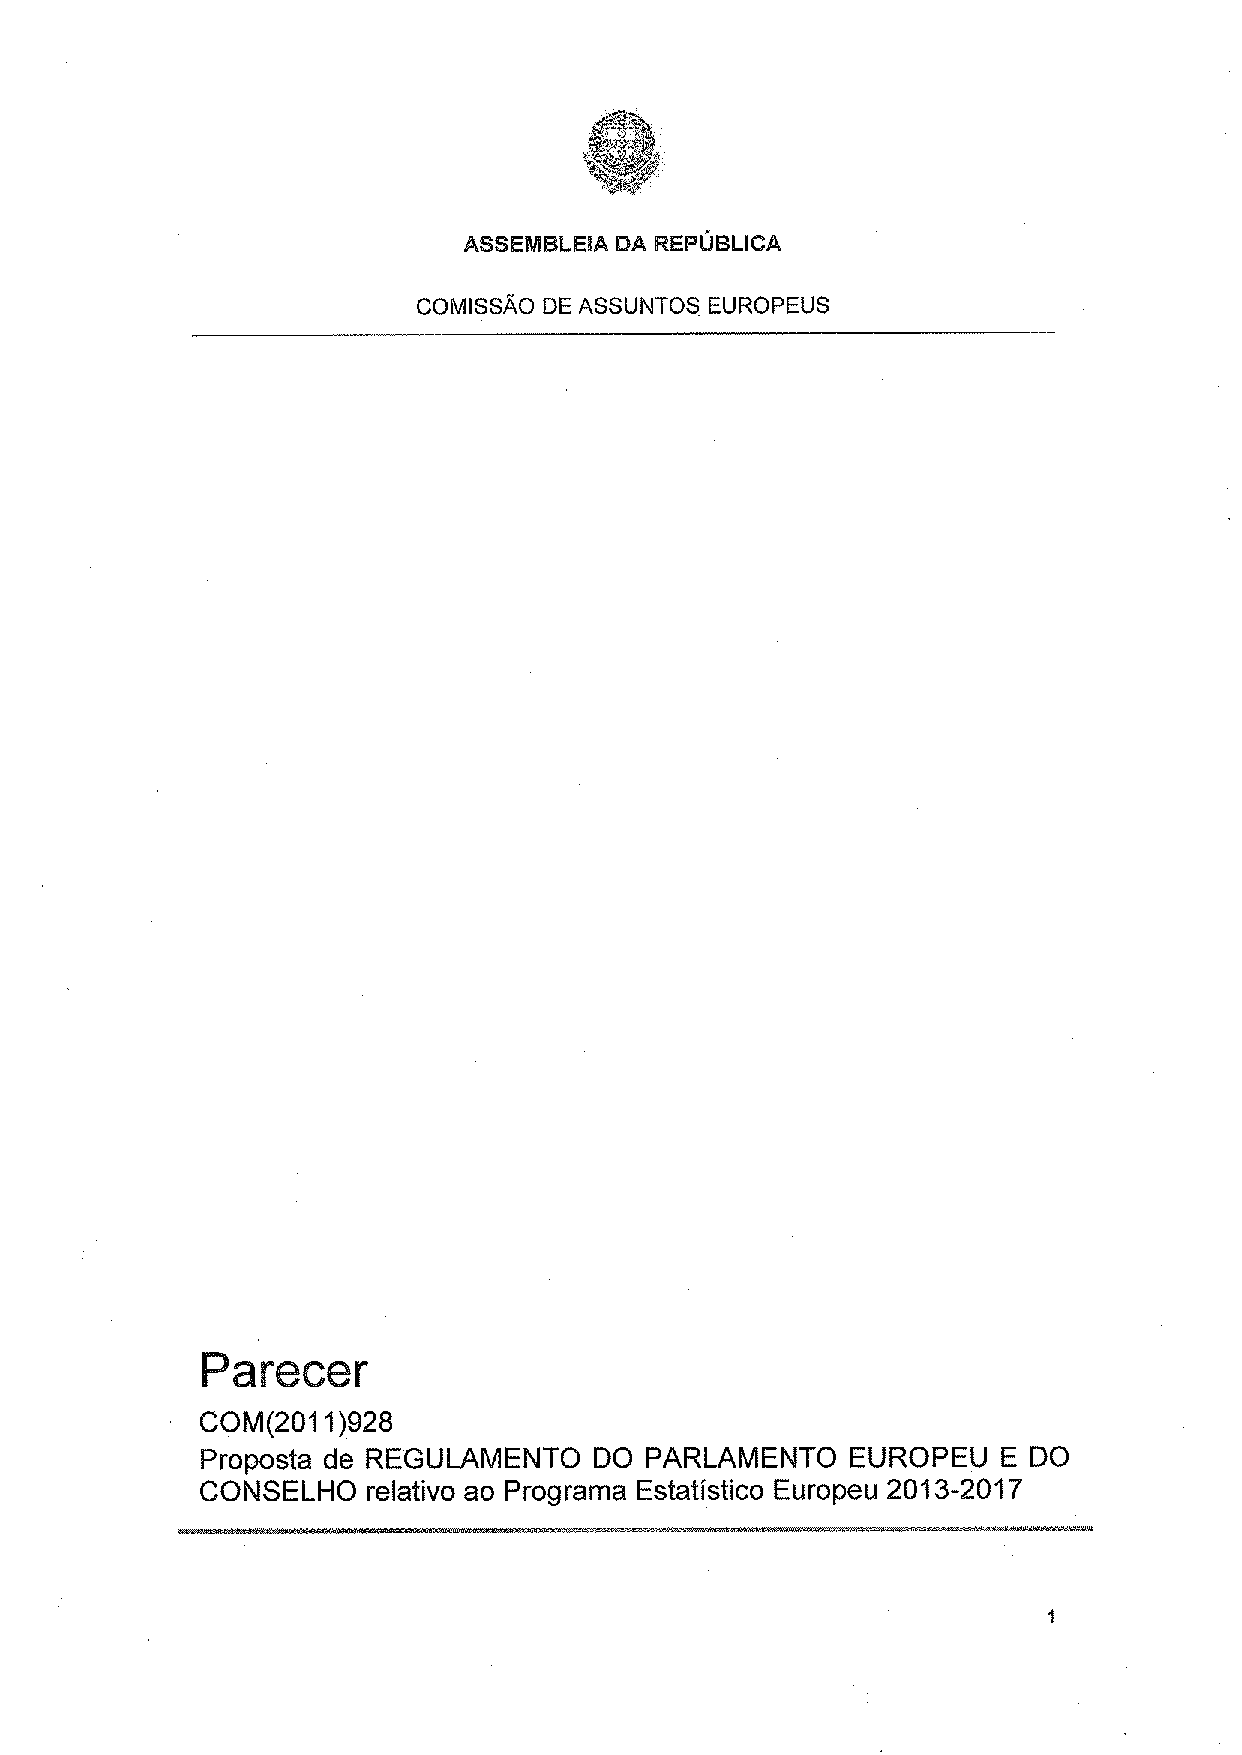 ASSEMBLEIA DA REPÚBLICA
COMISSÃO DE ASSUNTOS EUROPEUS
Parecer
COM(2011)928
Proposta de REGULAMENTO DO PARLAMENTO EUROPEU E DO
CONSELHO relativo ao Programa Estatístico Europeu 2013-2017
1